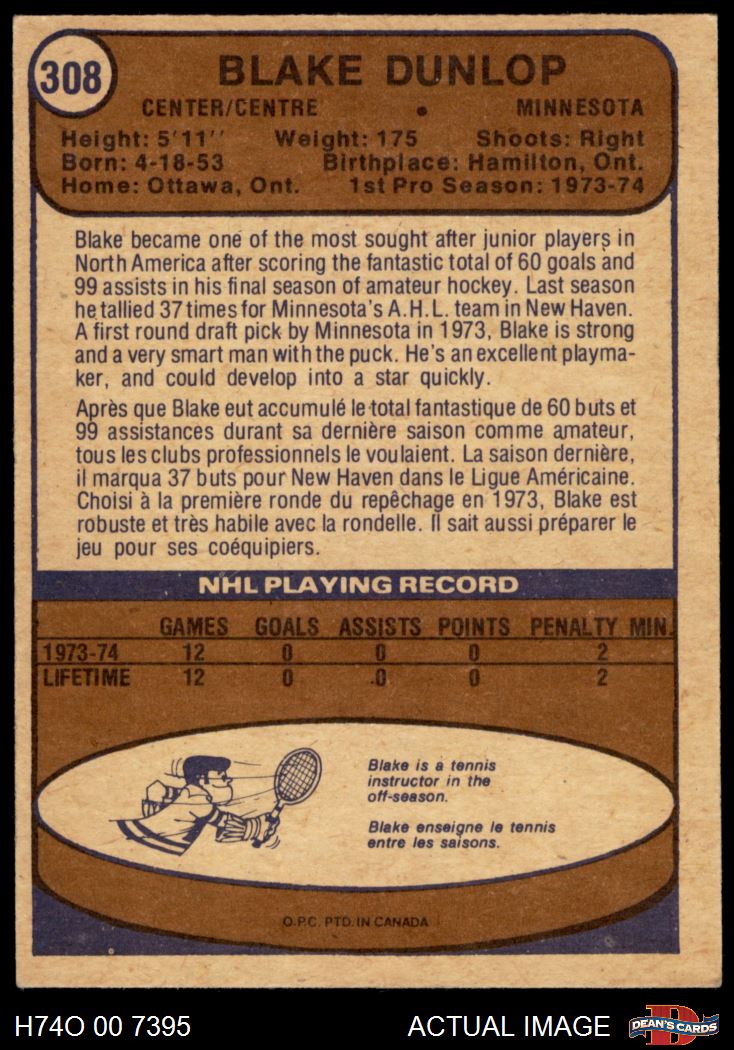 308
BLAKE DUNLOP
CENTER/CENTRE • MINNESOTA
Height: 5'11'' Weight: 175 Shoots: Right
Born: 4-18-53 Birthplace: Hamilton, Ont.
Home: Ottawa, Ont. 1st Pro Season: 1973-74
Blake became one of the most sought after junior players in
North America after scoring the fantastic total of 60 goals and
99 assists in his final season of amateur hockey. Last season
he tallied 37 times for Minnesota's A.H.L. team in New Haven.
A first round draft pick by Minnesota in 1973, Blake is strong
and a very smart man with the puck. He's an excellent playma-
ker, and could develop into a star quickly.
Après que Blake eut accumulé le total fantastique de 60 buts et
99 assistances durant sa dernière saison comme amateur,
tous les clubs professionnels le voulaient. La saison dernière,
il marqua 37 buts pour New Haven dans le Ligue Américaine.
Choisi à la première ronde du repêchage en 1973, Blake est
robuste et très habile avec la rondelle. Il sait aussi préparer le
jeu pour ses coéquipiers.
NHL PLAYING RECORD
GAMES GOALS ASSISTS POINTS PENALTY MIN.
1973-74 12 0 0 0 2
LIFETIME 12 0 0 0 2
Blake is a tennis
instructor in the
off-season.
Blake enseigne le tennis
entre les saisons.
O.P.C. PTD. IN CANADA
H74O 00 7395 ACTUAL IMAGE DEAN'S CARDS